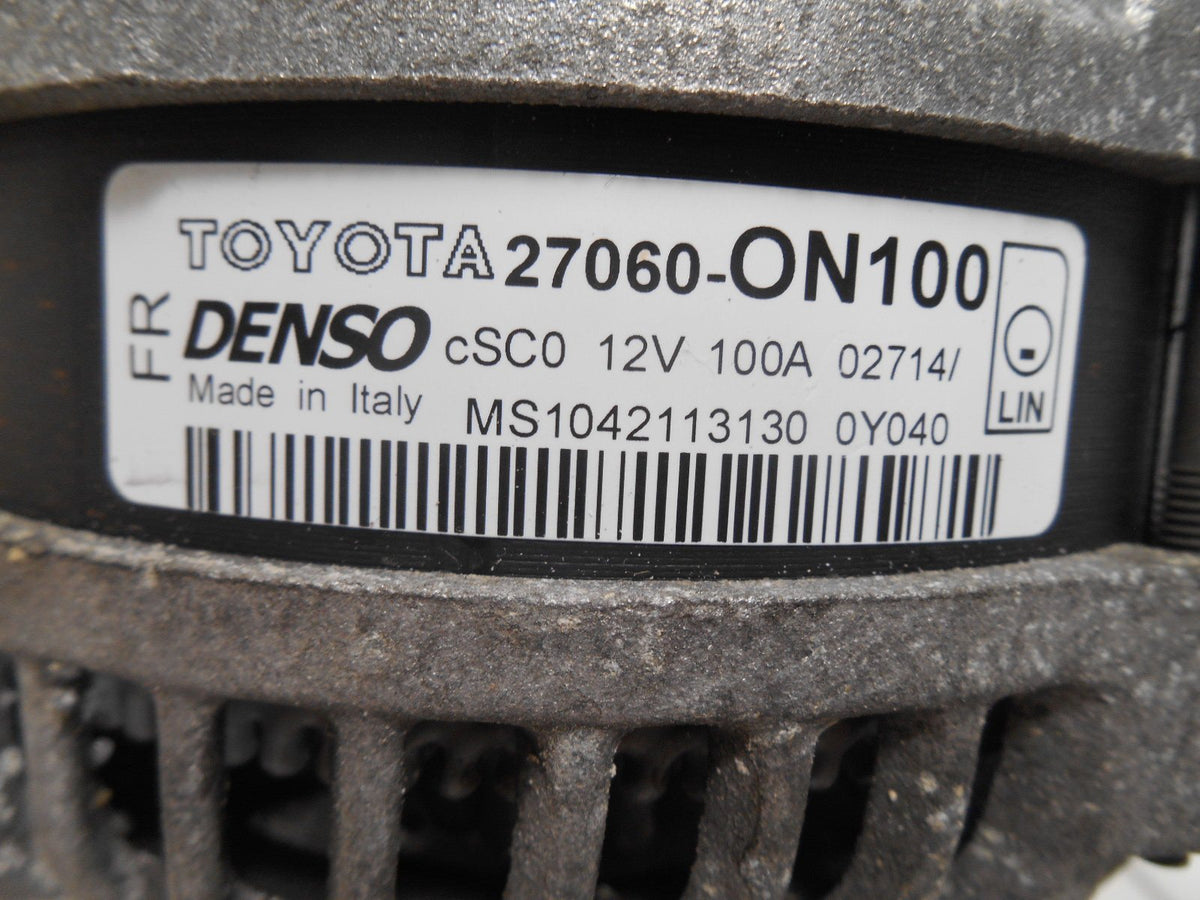 TOYOTA 27060-0N100
FR
DENSO cSC0 12V 100A 02714/
Made in Italy MS1042113130 0Y040
LIN